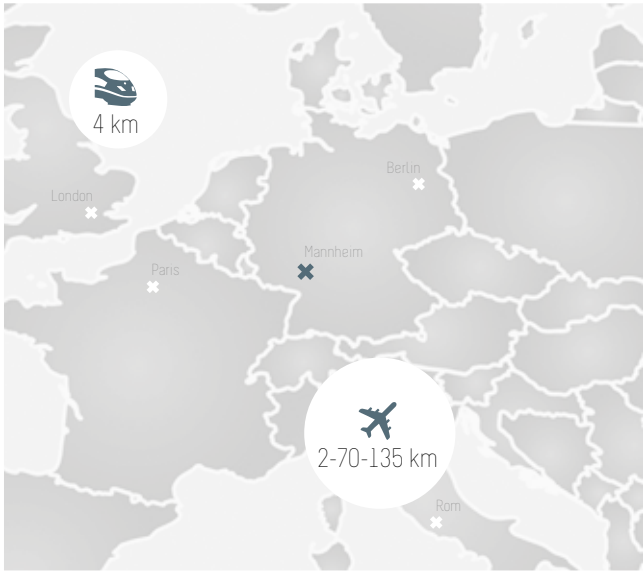 4 km
Berlin
London
Mannheim
Paris
2-70-135 km
Rom